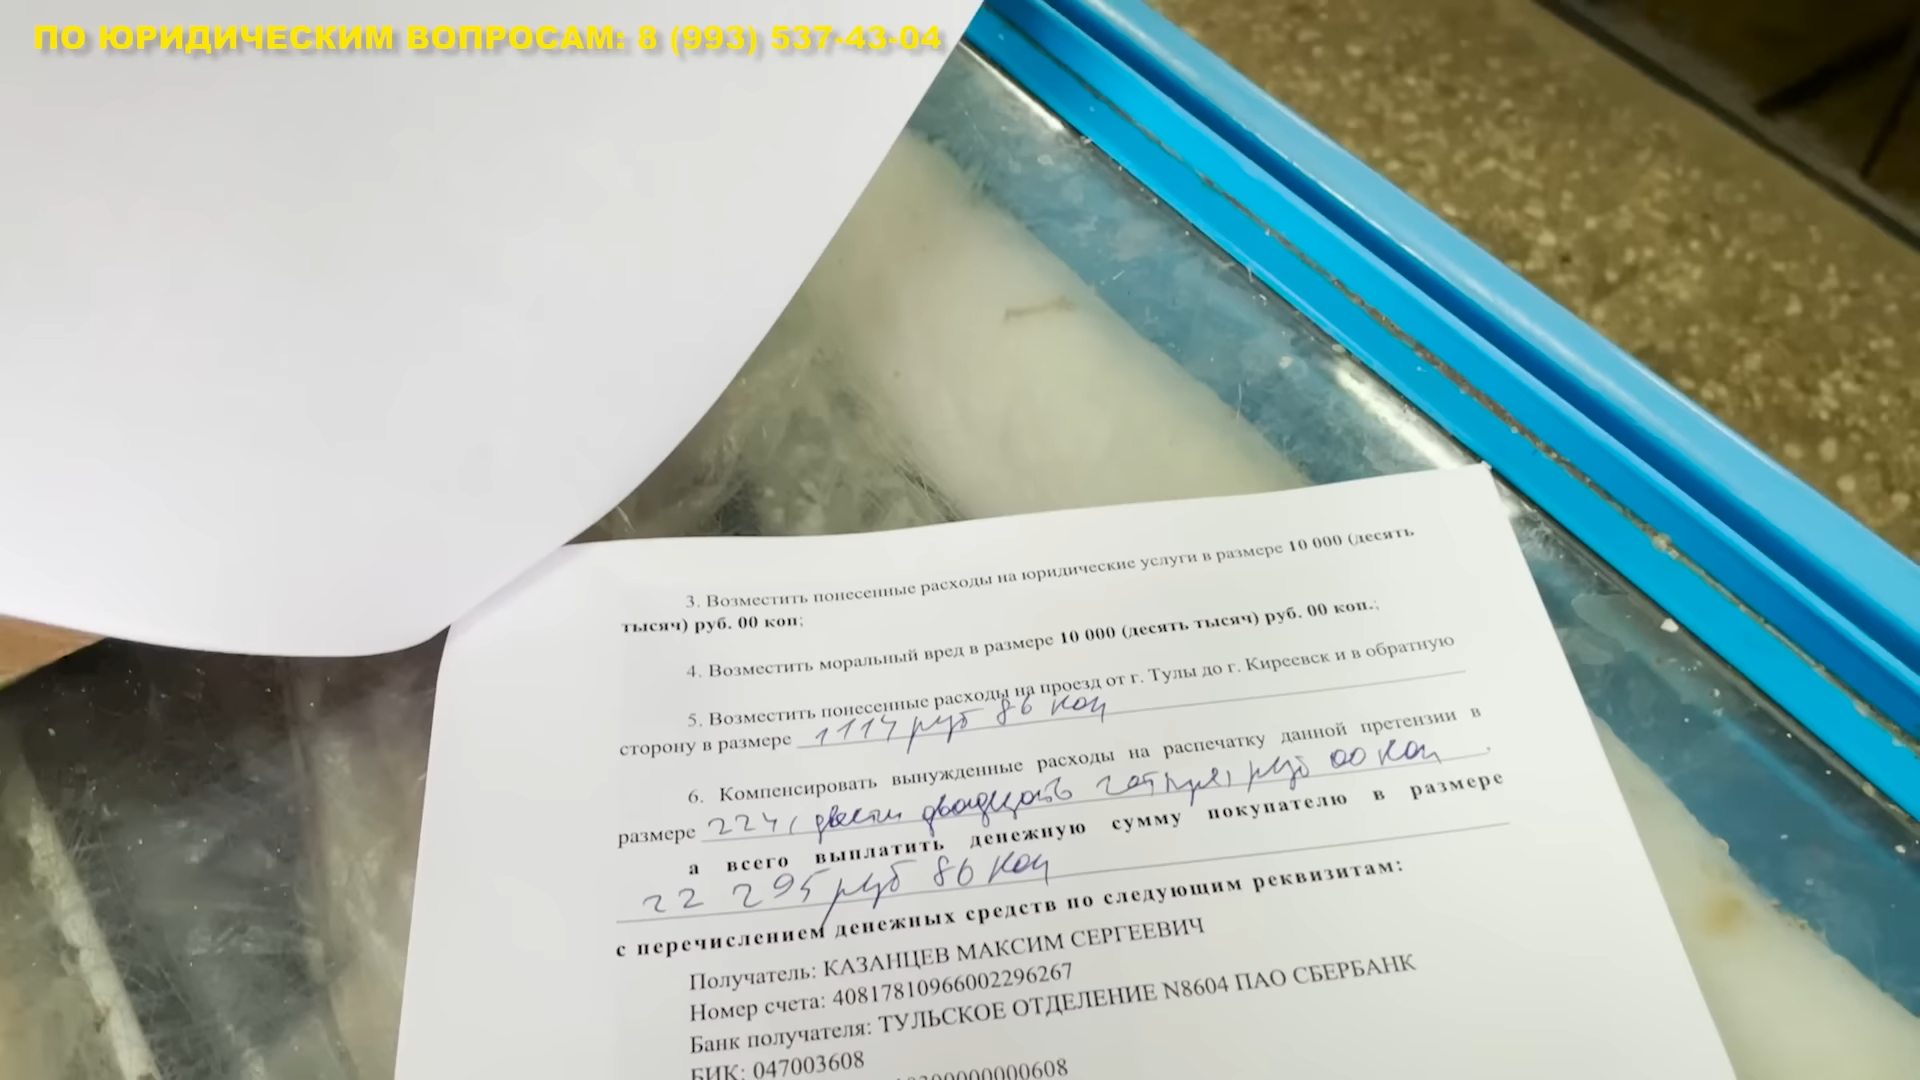 ПО ЮРИДИЧЕСКИМ ВОПРОСАМ: 8 (993) 537-43-04
3. Возместить понесенные расходы на юридические услуги в размере 10 000 (десять
тысяч) руб. 00 коп;
4. Возместить моральный вред в размере 10 000 (десять тысяч) руб. 00 коп.;
5. Возместить понесенные расходы на проезд от г. Тулы до г. Киреевск и в обратную
сторону в размере 1114 руб 86 коп
6. Компенсировать вынужденные расходы на распечатку данной претензии в
размере 224, двести двадцать четыре, руб 00 коп .
а всего выплатить денежную сумму покупателю в размере
22 295 руб 86 коп
с перечислением денежных средств по следующим реквизитам:
Получатель: КАЗАНЦЕВ МАКСИМ СЕРГЕЕВИЧ
Номер счета: 40817810966002296267
Банк получателя: ТУЛЬСКОЕ ОТДЕЛЕНИЕ N8604 ПАО СБЕРБАНК
БИК: 047003608